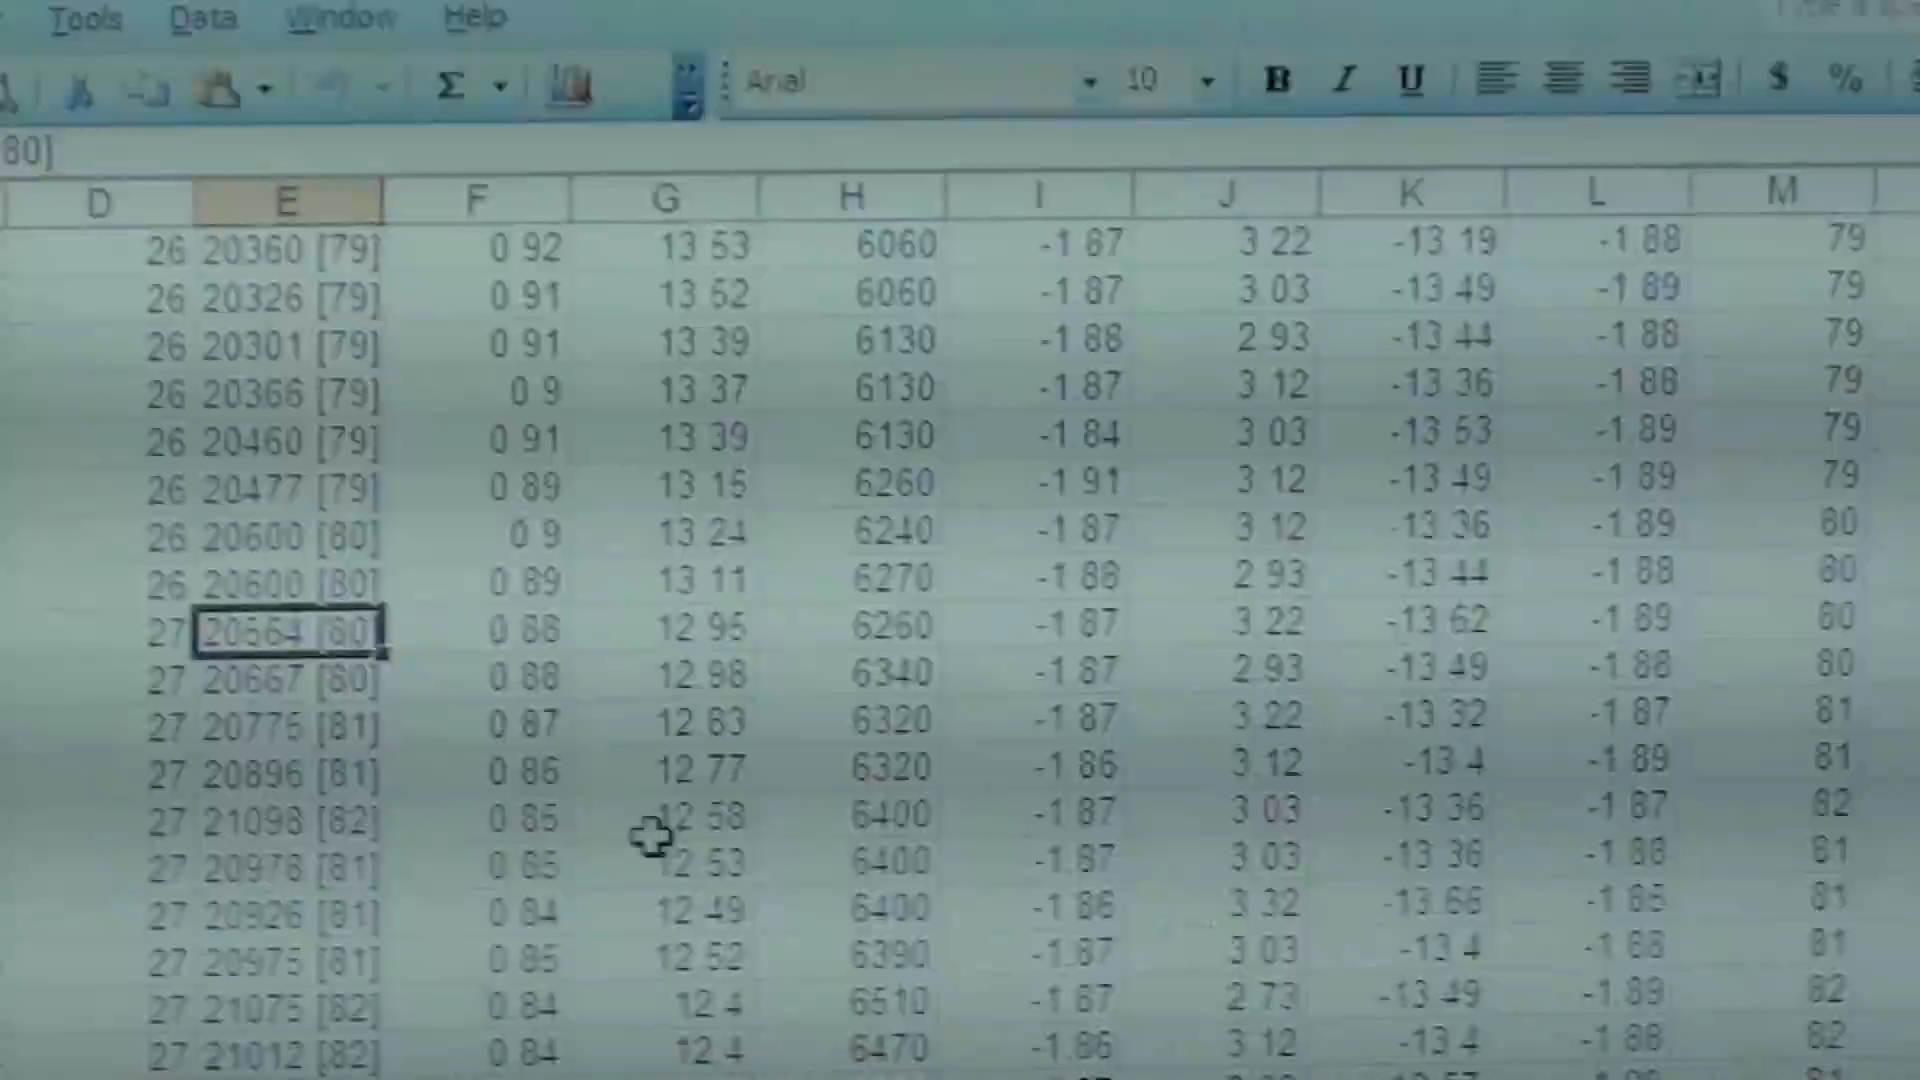 Tools Data Window Help
Arial 10 B I U $ %
80]
D E F G H I J K L M
26 20360 [79] 0.92 13.53 6060 -1.87 3.22 -13.19 -1.88 79
26 20326 [79] 0.91 13.52 6060 -1.87 3.03 -13.49 -1.89 79
26 20301 [79] 0.91 13.39 6130 -1.88 2.93 -13.44 -1.88 79
26 20366 [79] 0.9 13.37 6130 -1.87 3.12 -13.36 -1.88 79
26 20460 [79] 0.91 13.39 6130 -1.84 3.03 -13.53 -1.89 79
26 20477 [79] 0.89 13.15 6260 -1.91 3.12 -13.49 -1.89 79
26 20600 [80] 0.9 13.24 6240 -1.87 3.12 -13.36 -1.89 80
26 20600 [80] 0.89 13.11 6270 -1.88 2.93 -13.44 -1.88 80
27 20564 [80] 0.88 12.95 6260 -1.87 3.22 -13.62 -1.89 80
27 20667 [80] 0.88 12.98 6340 -1.87 2.93 -13.49 -1.88 80
27 20775 [81] 0.87 12.83 6320 -1.87 3.22 -13.32 -1.87 81
27 20896 [81] 0.86 12.77 6320 -1.86 3.12 -13.4 -1.89 81
27 21098 [82] 0.85 12.58 6400 -1.87 3.03 -13.36 -1.87 82
27 20978 [81] 0.85 12.53 6400 -1.87 3.03 -13.36 -1.88 81
27 20926 [81] 0.84 12.49 6400 -1.86 3.32 -13.66 -1.85 81
27 20975 [81] 0.85 12.52 6390 -1.87 3.03 -13.4 -1.88 81
27 21075 [82] 0.84 12.4 6510 -1.87 2.73 -13.49 -1.89 82
27 21012 [82] 0.84 12.4 6470 -1.86 3.12 -13.4 -1.88 82